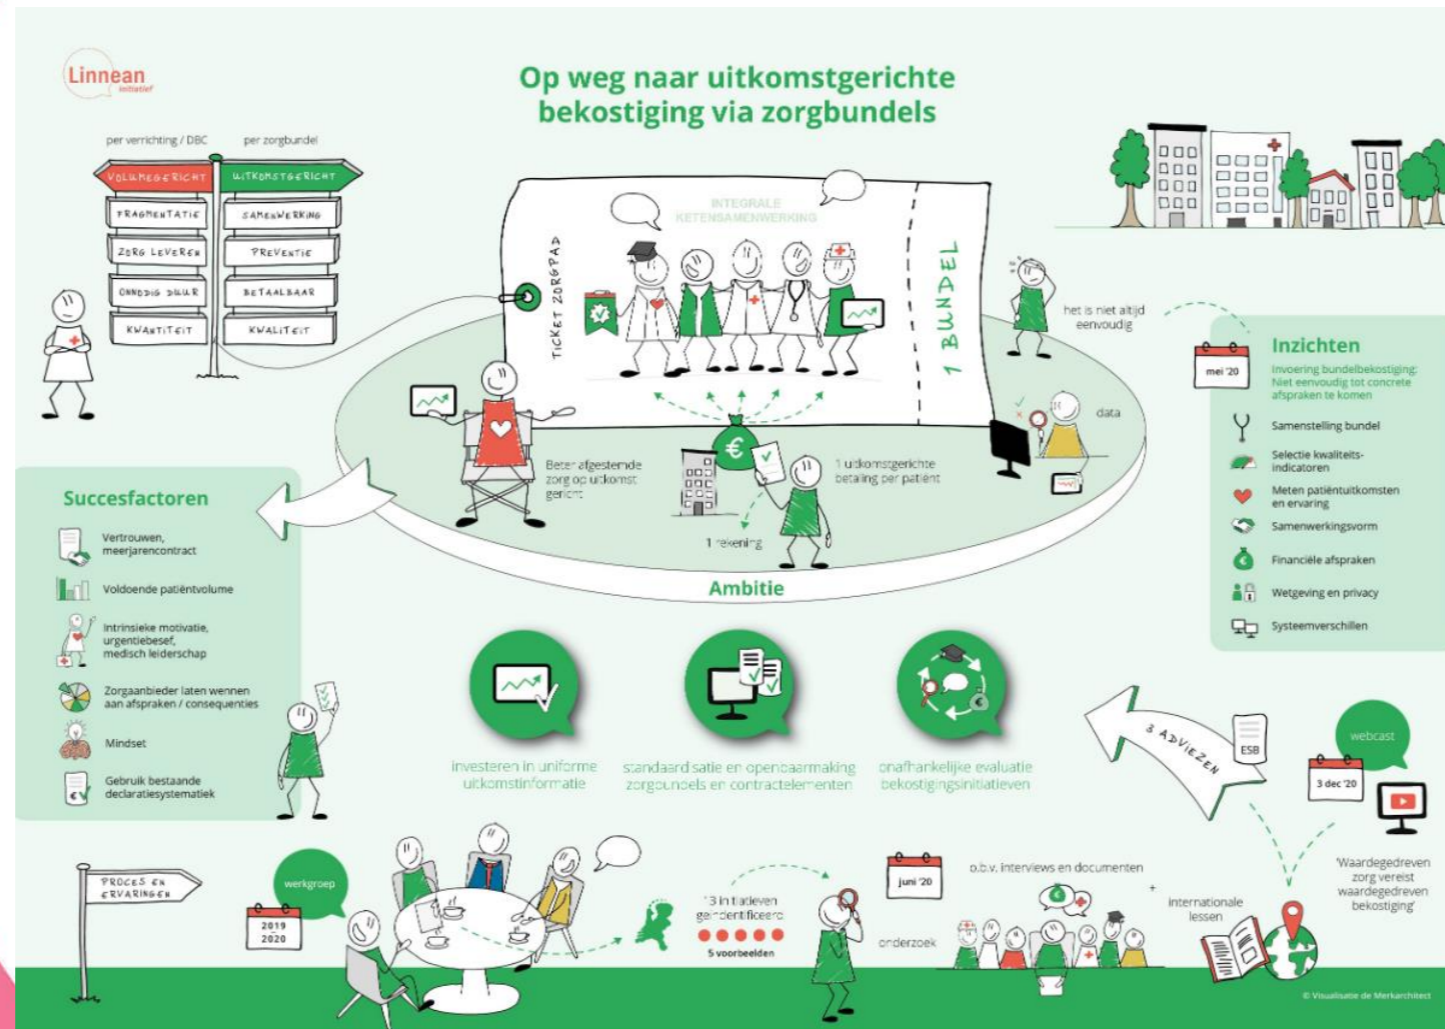 Linnean
initiatief
Op weg naar uitkomstgerichte
bekostiging via zorgbundels
per verrichting / DBC
per zorgbundel
VOLUMEGERICHT
UITKOMSTGERICHT
FRAGMENTATIE
SAMENWERKING
ZORG LEVEREN
PREVENTIE
ONNODIG DUUR
BETAALBAAR
KWANTITEIT
KWALITEIT
INTEGRALE
KETENSAMENWERKING
TICKET ZORGPAD
1 BUNDEL
het is niet altijd
eenvoudig
data
Beter afgestemde
zorg op uitkomst
gericht
€
1 uitkomstgerichte
betaling per patiënt
1 rekening
Ambitie
Inzichten
mei '20
Invoering bundelbekostiging:
Niet eenvoudig tot concrete
afspraken te komen
Samenstelling bundel
Selectie kwaliteits-
indicatoren
Meten patiëntuitkomsten
en ervaring
Samenwerkingsvorm
€
Financiële afspraken
Wetgeving en privacy
Systeemverschillen
Succesfactoren
Vertrouwen,
meerjarencontract
Voldoende patiëntvolume
Intrinsieke motivatie,
urgentiebesef,
medisch leiderschap
Zorgaanbieder laten wennen
aan afspraken / consequenties
Mindset
Gebruik bestaande
declaratiesystematiek
€
investeren in uniforme
uitkomstinformatie
standaardisatie en openbaarmaking
zorgbundels en contractelementen
€
onafhankelijke evaluatie
bekostigingsinitiatieven
3 ADVIEZEN
ESB
webcast
3 dec '20
'Waardegedreven
zorg vereist
waardegedreven
bekostiging'
PROCES EN
ERVARINGEN
werkgroep
2019
2020
13 initiatieven
geïdentificeerd
5 voorbeelden
juni '20
onderzoek
o.b.v. interviews en documenten
€
+
internationale
lessen
© Visualisatie de Merkarchitect